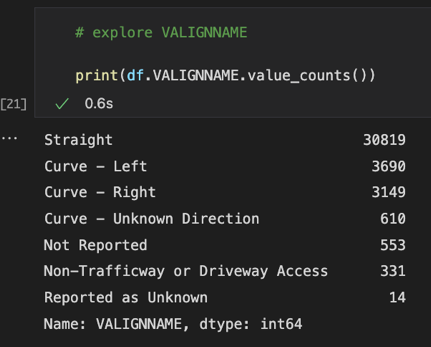 # explore VALIGNNAME
print(df.VALIGNNAME.value_counts())
[21] ✓ 0.6s
... Straight 30819
Curve – Left 3690
Curve – Right 3149
Curve – Unknown Direction 610
Not Reported 553
Non-Trafficway or Driveway Access 331
Reported as Unknown 14
Name: VALIGNNAME, dtype: int64